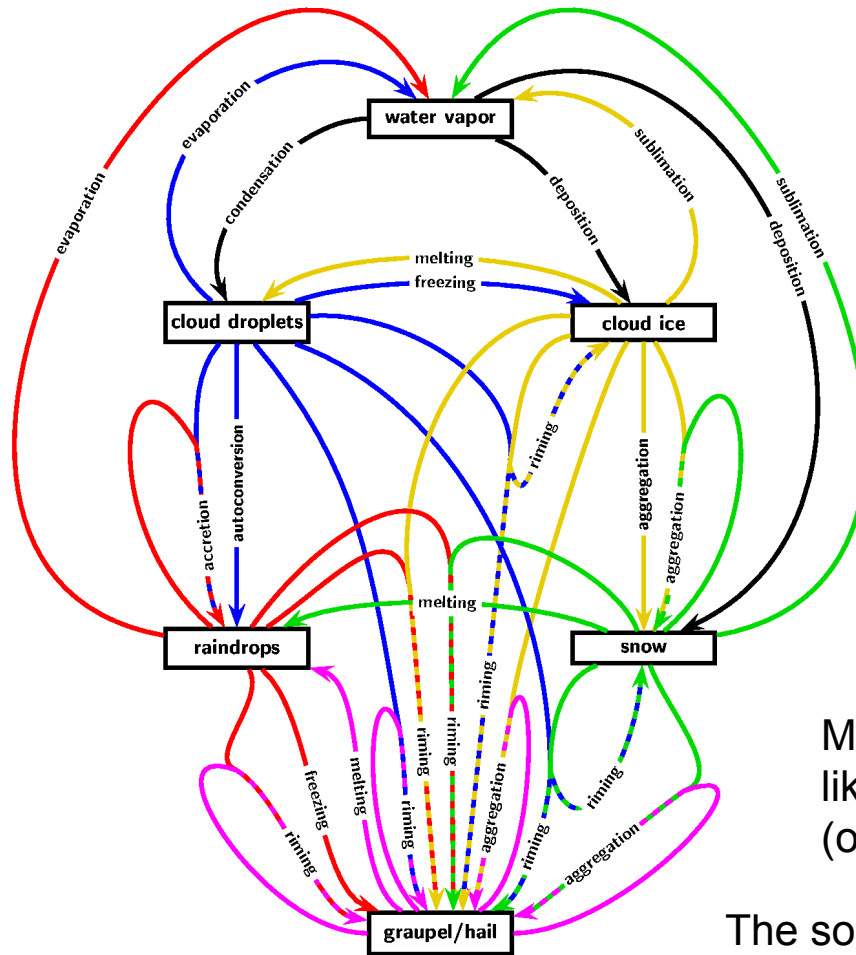 water vapor
evaporation
evaporation
condensation
deposition
sublimation
sublimation
deposition
melting
freezing
cloud droplets
cloud ice
riming
accretion
autoconversion
aggregation
aggregation
melting
raindrops
snow
riming
freezing
melting
riming
riming
riming
riming
aggregation
riming
riming
aggregation
graupel/hail
M
lik
(o
The so